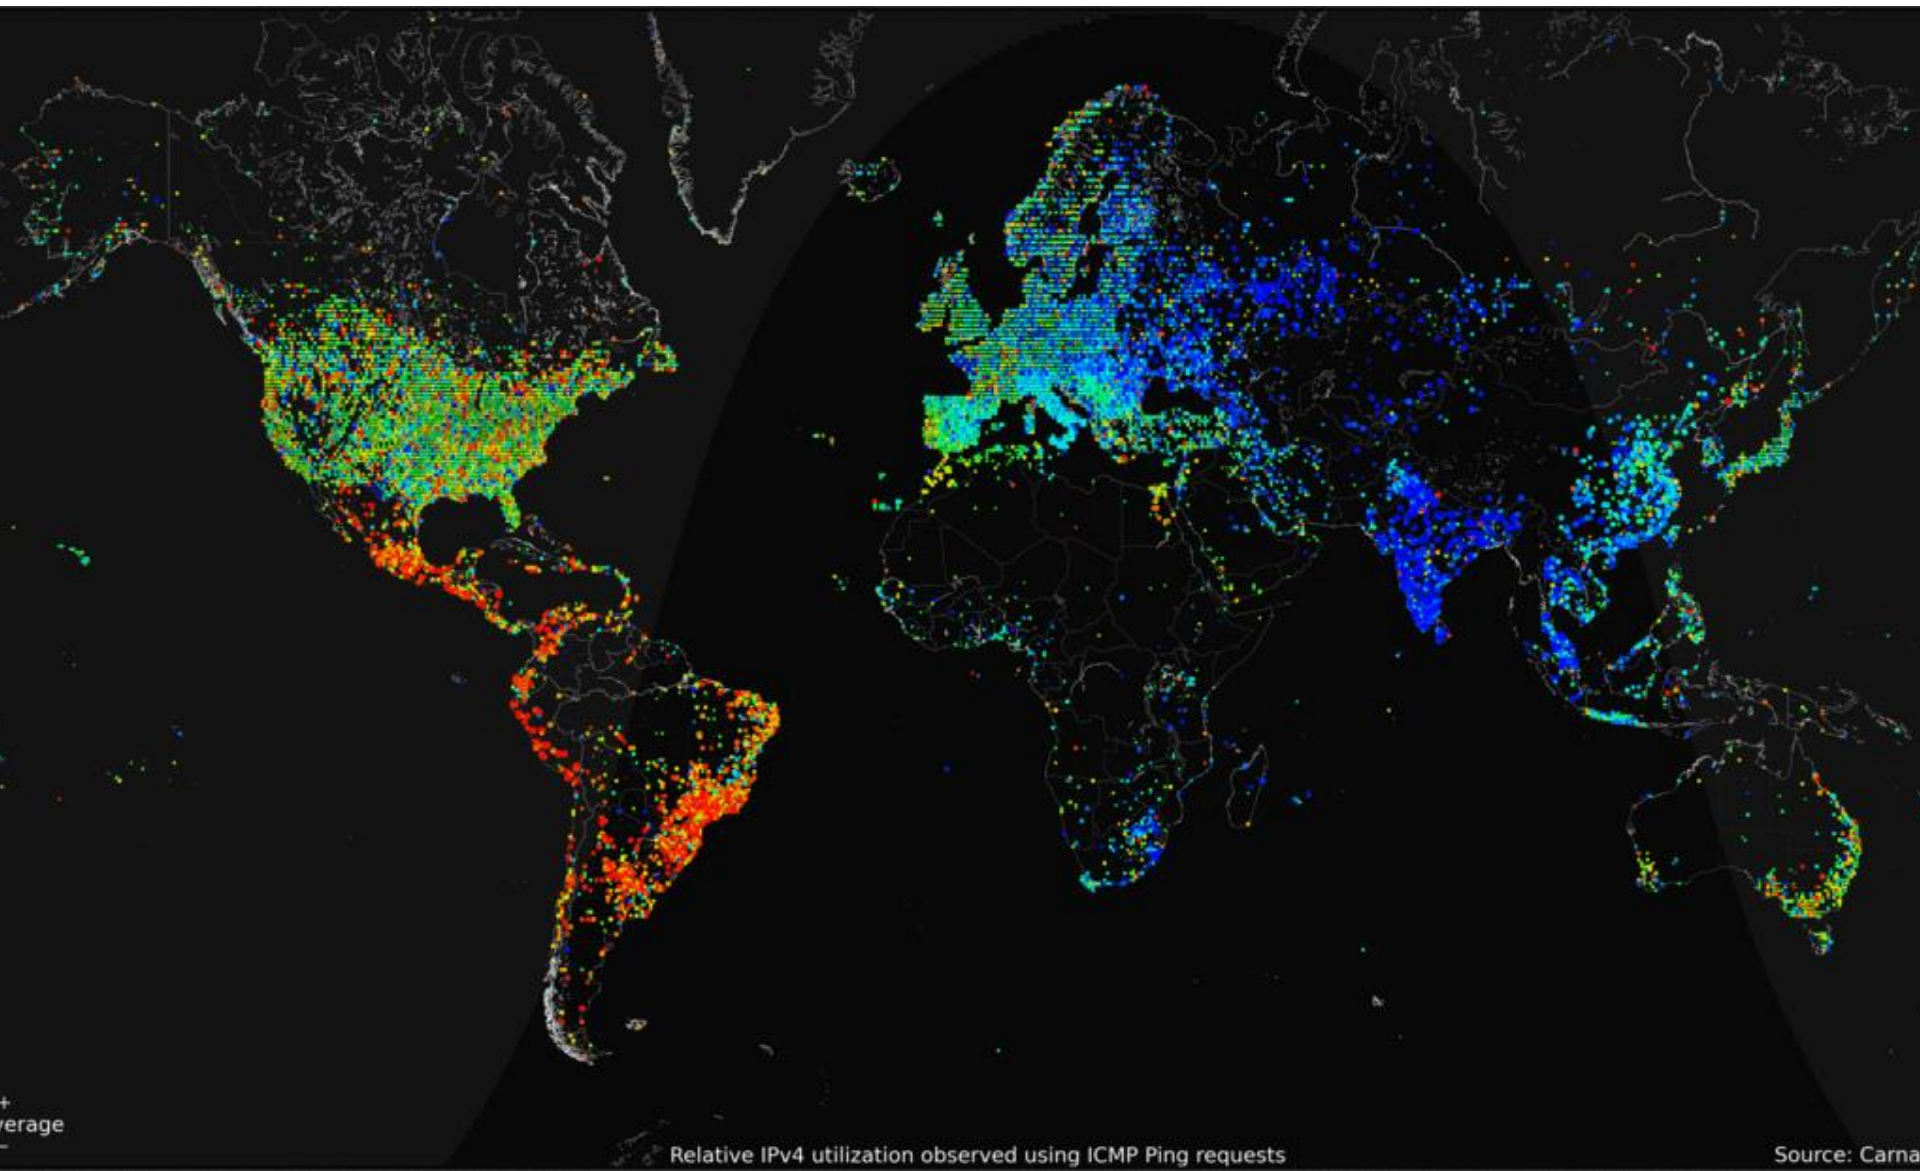 +
verage
–
Relative IPv4 utilization observed using ICMP Ping requests
Source: Carna